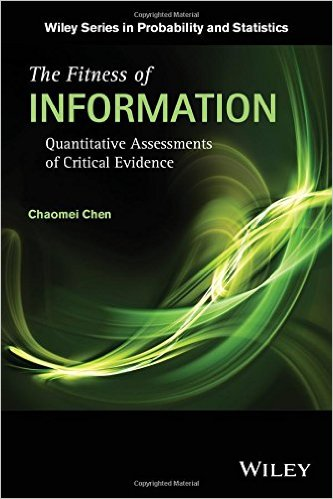 Wiley Series in Probability and Statistics
The Fitness of
INFORMATION
Quantitative Assessments
of Critical Evidence
Chaomei Chen
WILEY